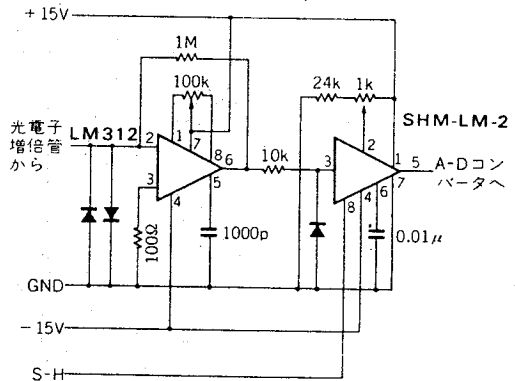 +15V
1M
100k
24k
1k
光電子
増倍管
から
LM312
SHM-LM-2
2
1
7
8
6
3
4
5
10k
3
2
1
5
7
8
4
6
A-Dコン
バータへ
100Ω
1000p
0.01μ
GND
-15V
S-H